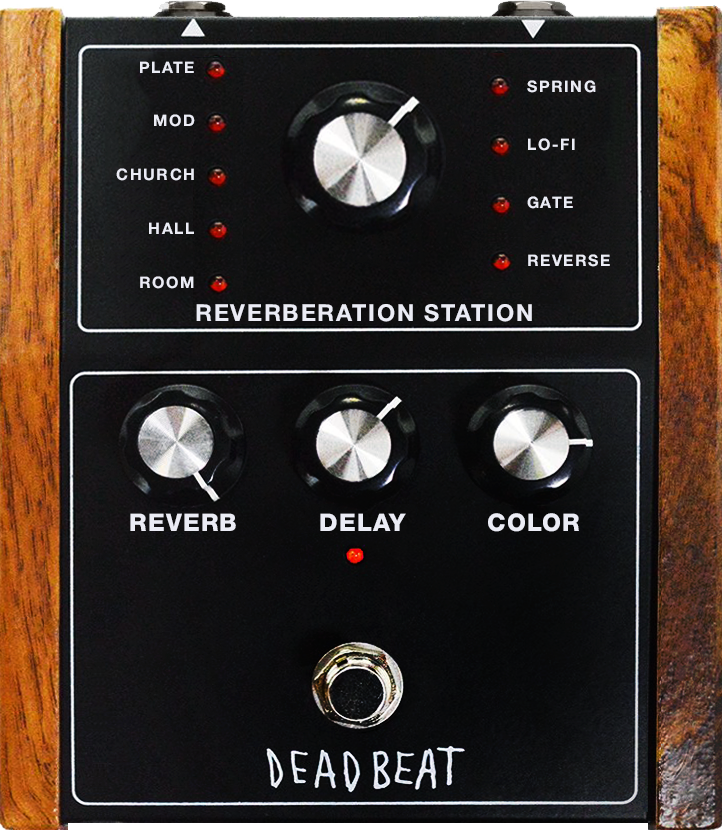 PLATE
MOD
CHURCH
HALL
ROOM
SPRING
LO-FI
GATE
REVERSE
REVERBERATION STATION
REVERB
DELAY
COLOR
DEADBEAT